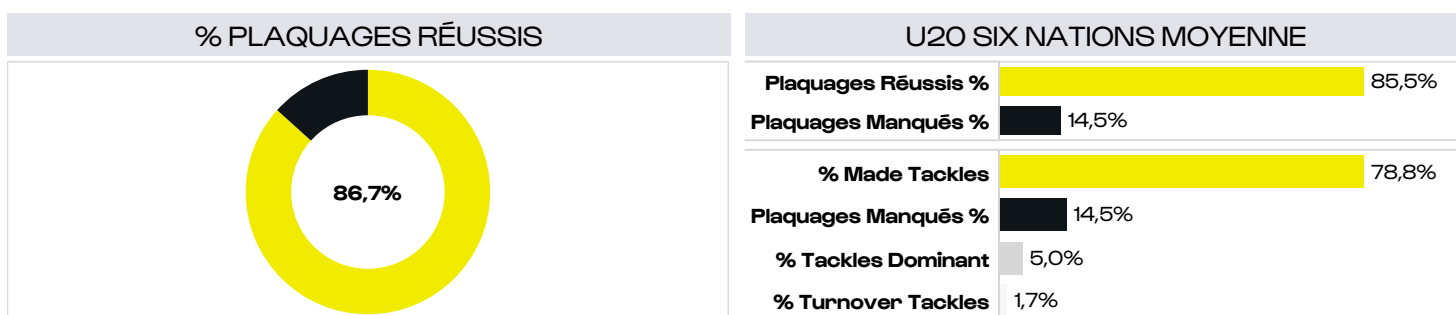 % PLAQUAGES RÉUSSIS
86,7%
U20 SIX NATIONS MOYENNE
Plaquages Réussis % 85,5%
Plaquages Manqués % 14,5%
% Made Tackles 78,8%
Plaquages Manqués % 14,5%
% Tackles Dominant 5,0%
% Turnover Tackles 1,7%